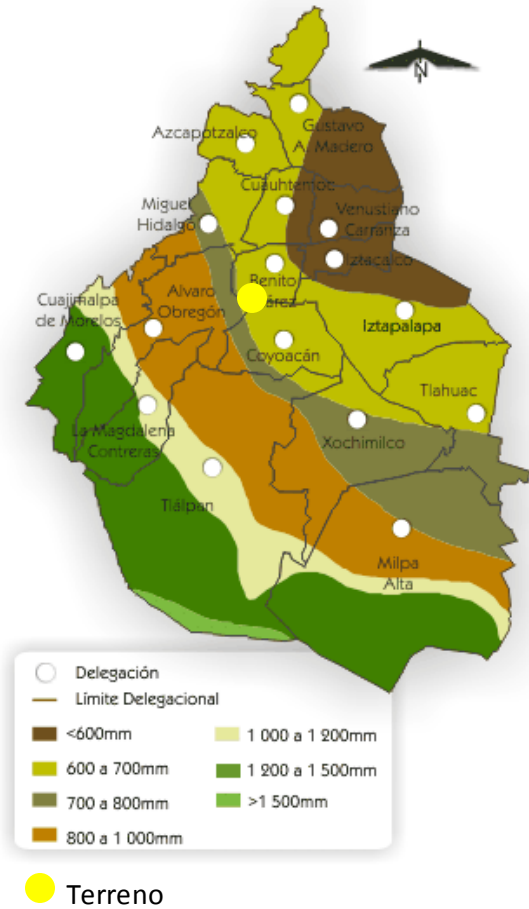 N
Gustavo
A. Madero
Azcapotzalco
Cuauhtemoc
Miguel
Hidalgo
Venustiano
Carranza
Iztacalco
Benito
Alvaro
Obregón
Cuajimalpa
de Morelos
Iztapalapa
Coyoacán
Tlahuac
La Magdalena
Contreras
Xochimilco
Tlálpan
Milpa
Alta
Delegación
Límite Delegacional
<600mm
1 000 a 1 200mm
600 a 700mm
1 200 a 1 500mm
700 a 800mm
>1 500mm
800 a 1 000mm
Terreno